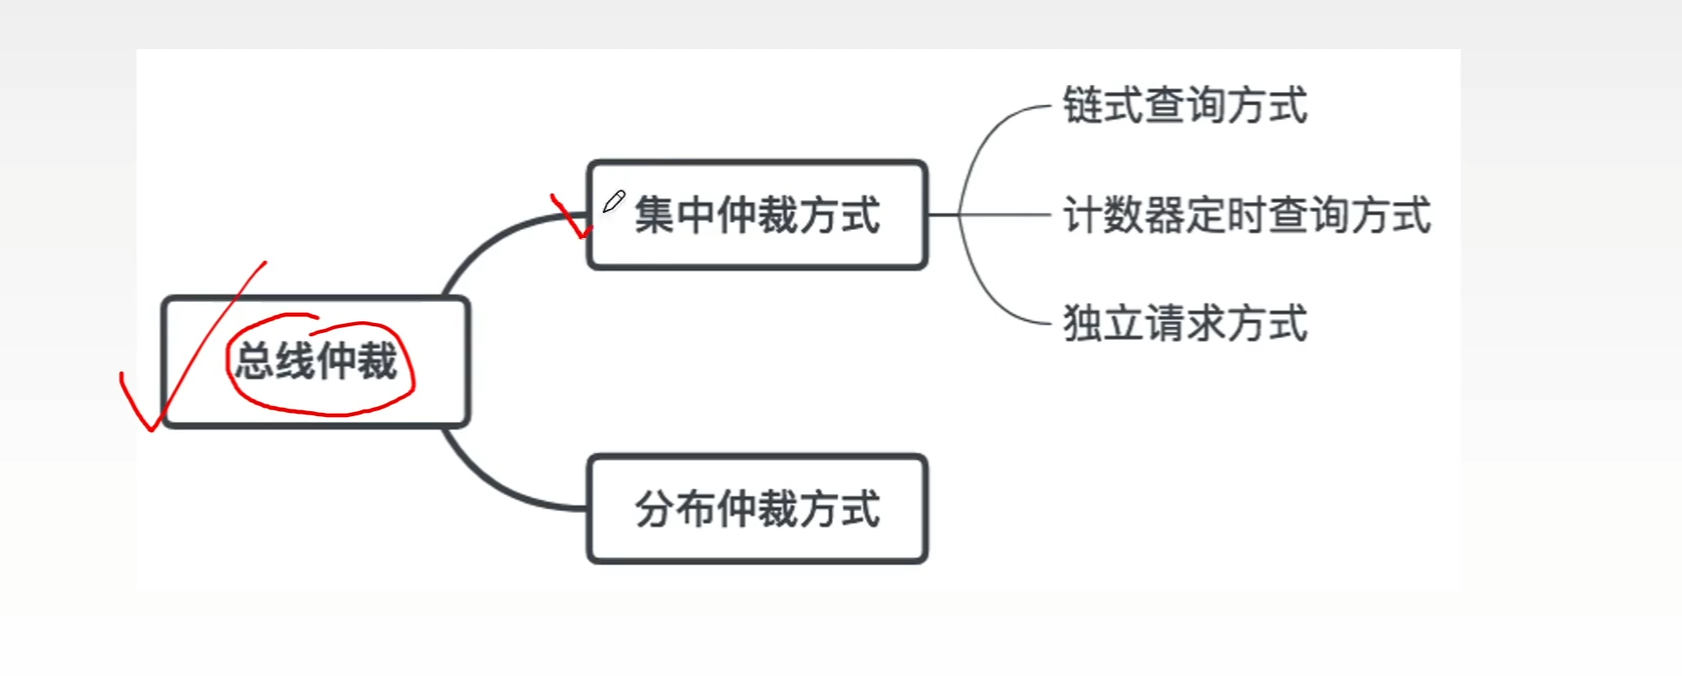 总线仲裁
集中仲裁方式
链式查询方式
计数器定时查询方式
独立请求方式
分布仲裁方式